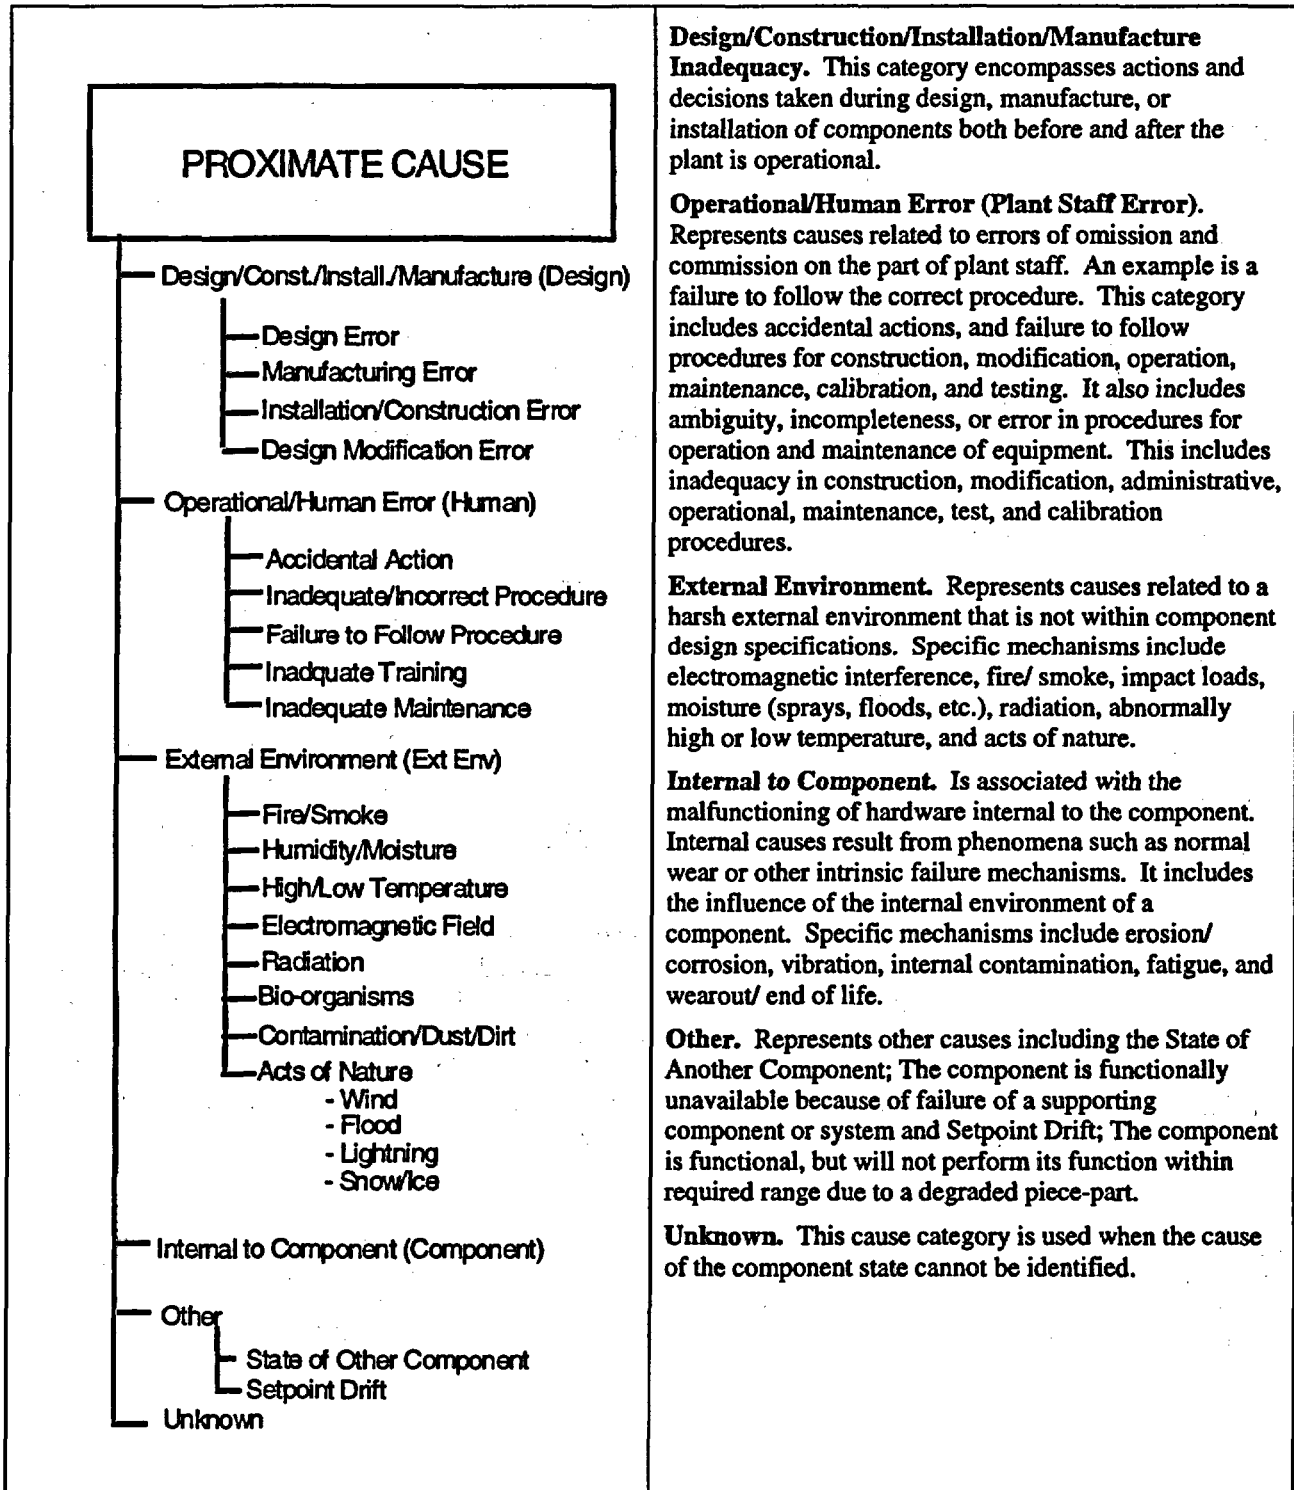 PROXIMATE CAUSE
Design/Const./Install./Manufacture (Design)
Design Error
Manufacturing Error
Installation/Construction Error
Design Modification Error
Operational/Human Error (Human)
Accidental Action
Inadequate/Incorrect Procedure
Failure to Follow Procedure
Inadquate Training
Inadequate Maintenance
External Environment (Ext Env)
Fire/Smoke
Humidity/Moisture
High/Low Temperature
Electromagnetic Field
Radiation
Bio-organisms
Contamination/Dust/Dirt
Acts of Nature
- Wind
- Flood
- Lightning
- Snow/Ice
Internal to Component (Component)
Other
State of Other Component
Setpoint Drift
Unknown
Design/Construction/Installation/Manufacture
Inadequacy. This category encompasses actions and
decisions taken during design, manufacture, or
installation of components both before and after the
plant is operational.
Operational/Human Error (Plant Staff Error).
Represents causes related to errors of omission and
commission on the part of plant staff. An example is a
failure to follow the correct procedure. This category
includes accidental actions, and failure to follow
procedures for construction, modification, operation,
maintenance, calibration, and testing. It also includes
ambiguity, incompleteness, or error in procedures for
operation and maintenance of equipment. This includes
inadequacy in construction, modification, administrative,
operational, maintenance, test, and calibration
procedures.
External Environment. Represents causes related to a
harsh external environment that is not within component
design specifications. Specific mechanisms include
electromagnetic interference, fire/ smoke, impact loads,
moisture (sprays, floods, etc.), radiation, abnormally
high or low temperature, and acts of nature.
Internal to Component. Is associated with the
malfunctioning of hardware internal to the component.
Internal causes result from phenomena such as normal
wear or other intrinsic failure mechanisms. It includes
the influence of the internal environment of a
component. Specific mechanisms include erosion/
corrosion, vibration, internal contamination, fatigue, and
wearout/ end of life.
Other. Represents other causes including the State of
Another Component; The component is functionally
unavailable because of failure of a supporting
component or system and Setpoint Drift; The component
is functional, but will not perform its function within
required range due to a degraded piece-part.
Unknown. This cause category is used when the cause
of the component state cannot be identified.